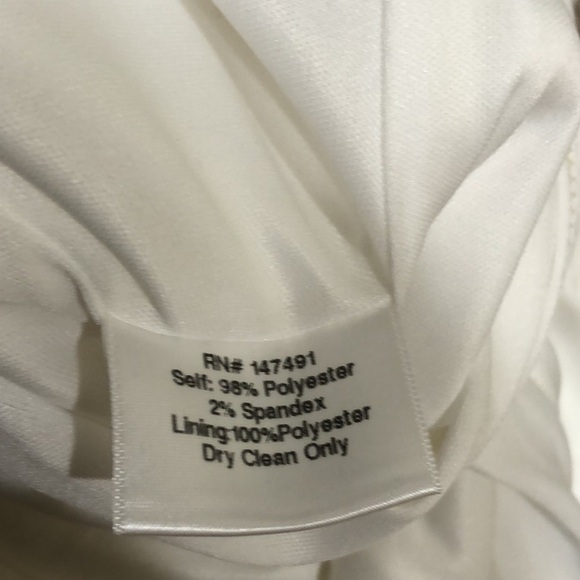 RN# 147491
Self: 98% Polyester
2% Spandex
Lining:100%Polyester
Dry Clean Only